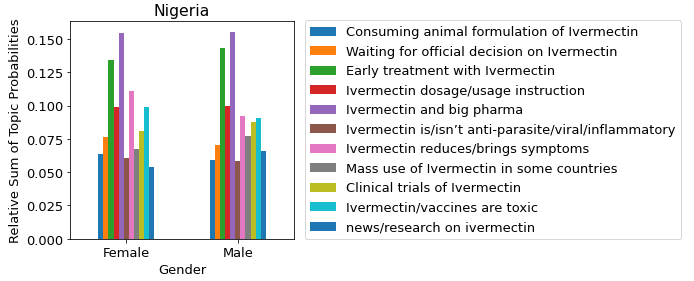 Nigeria
Relative Sum of Topic Probabilities
0.150
0.125
0.100
0.075
0.050
0.025
0.000
Female
Male
Gender
Consuming animal formulation of Ivermectin
Waiting for official decision on Ivermectin
Early treatment with Ivermectin
Ivermectin dosage/usage instruction
Ivermectin and big pharma
Ivermectin is/isn’t anti-parasite/viral/inflammatory
Ivermectin reduces/brings symptoms
Mass use of Ivermectin in some countries
Clinical trials of Ivermectin
Ivermectin/vaccines are toxic
news/research on ivermectin